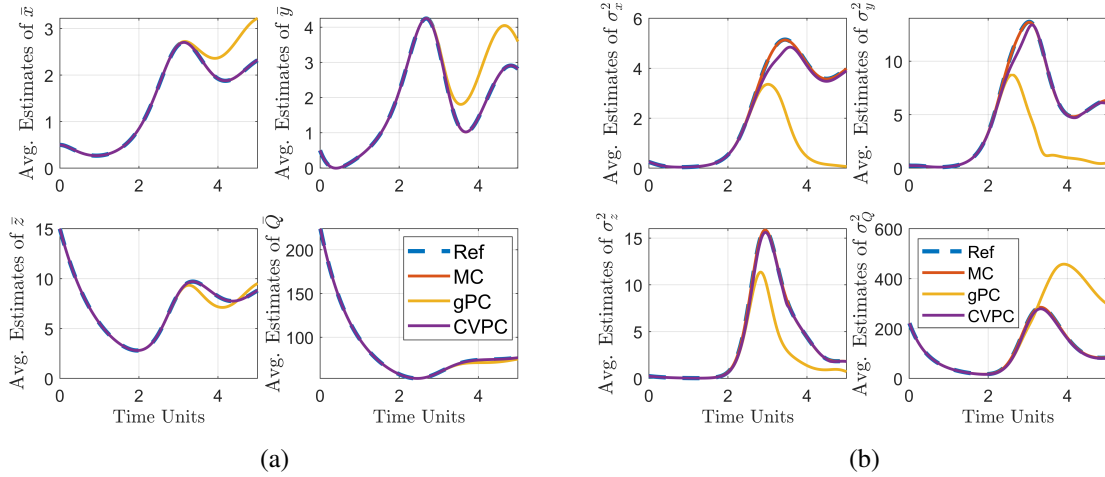 Avg. Estimates of x̄
3
2
1
0
0
2
4
Avg. Estimates of ȳ
4
3
2
1
0
0
2
4
Avg. Estimates of z̄
15
10
5
0
0
2
4
Time Units
Avg. Estimates of Q̄
200
150
100
0
2
4
Time Units
Ref
MC
gPC
CVPC
(a)
Avg. Estimates of σ²ₓ
6
4
2
0
0
2
4
Avg. Estimates of σ²_y
10
5
0
0
2
4
Avg. Estimates of σ²_z
15
10
5
0
0
2
4
Time Units
Avg. Estimates of σ²_Q
600
400
200
0
0
2
4
Time Units
Ref
MC
gPC
CVPC
(b)